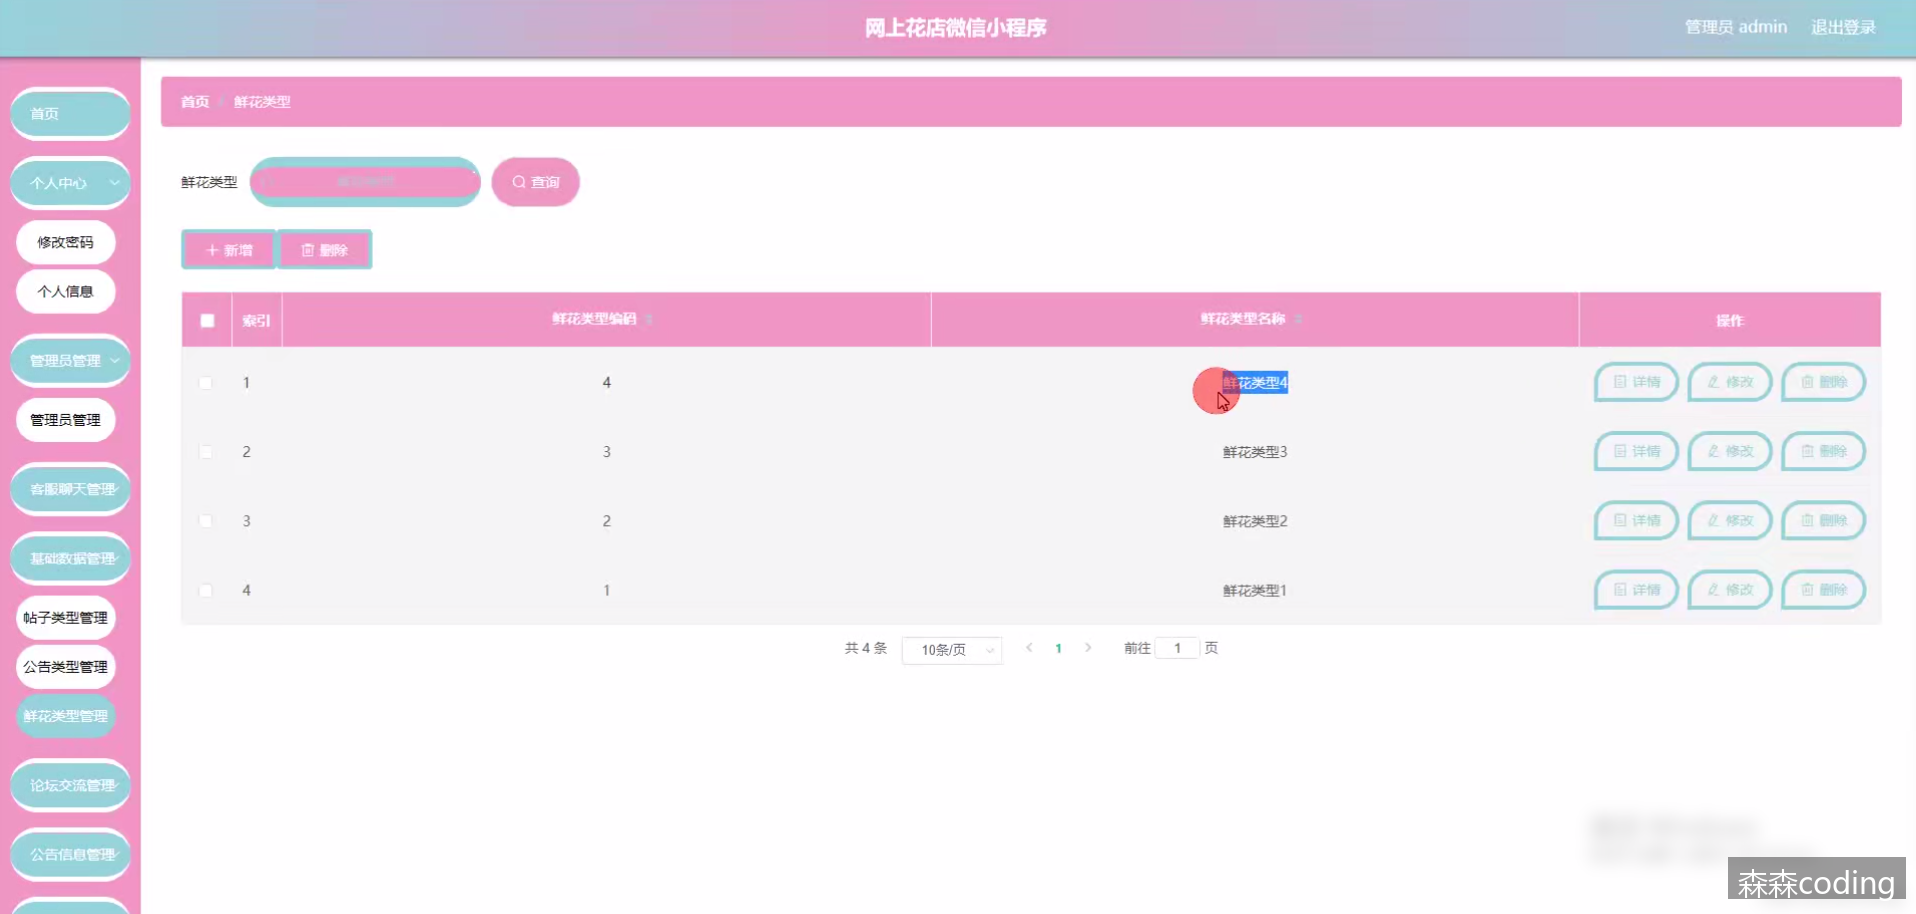 网上花店微信小程序
管理员 admin 退出登录
首页
个人中心
修改密码
个人信息
管理员管理
管理员管理
客服聊天管理
基础数据管理
帖子类型管理
公告类型管理
鲜花类型管理
论坛交流管理
公告信息管理
首页 鲜花类型
鲜花类型 查询
新增 删除
索引 鲜花类型编码 鲜花类型名称 操作
1 4 鲜花类型4 详情 修改 删除
2 3 鲜花类型3 详情 修改 删除
3 2 鲜花类型2 详情 修改 删除
4 1 鲜花类型1 详情 修改 删除
共 4 条 10条/页 1 前往 1 页
森森coding